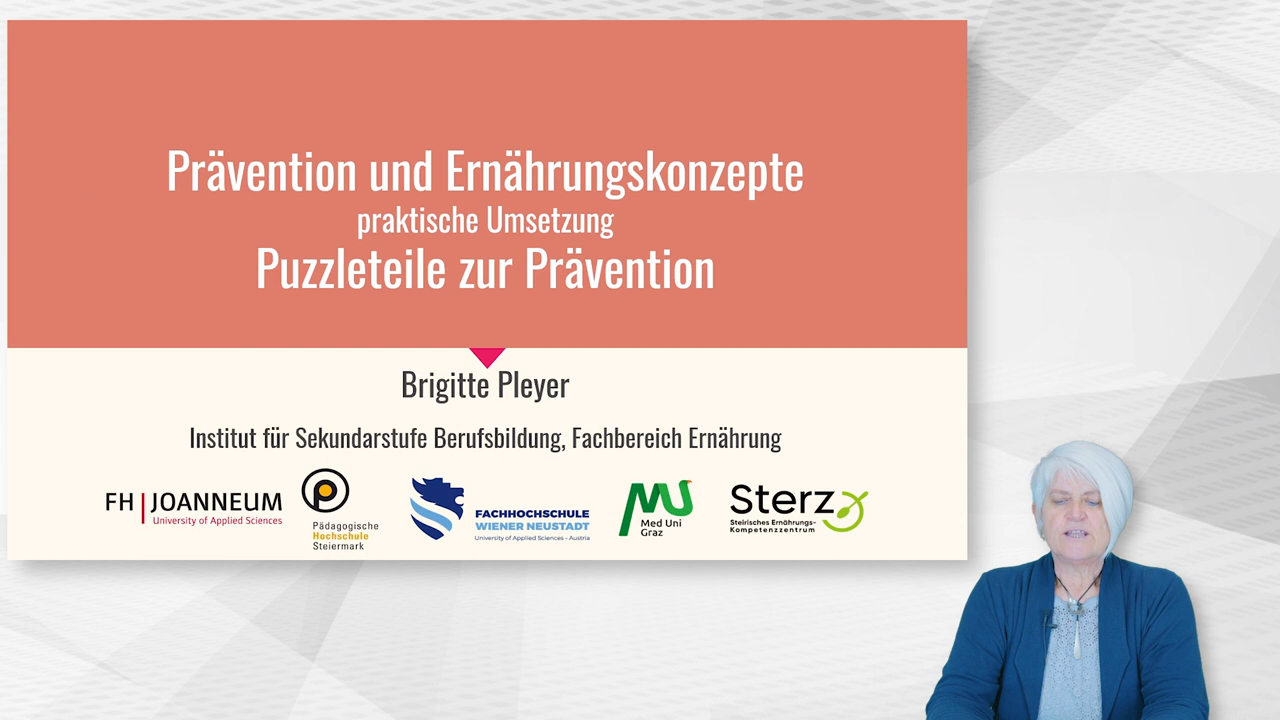 Prävention und Ernährungskonzepte
praktische Umsetzung
Puzzleteile zur Prävention
Brigitte Pleyer
Institut für Sekundarstufe Berufsbildung, Fachbereich Ernährung
FH | JOANNEUM
University of Applied Sciences
Pädagogische
Hochschule
Steiermark
FACHHOCHSCHULE
WIENER NEUSTADT
University of Applied Sciences - Austria
Med Uni
Graz
Sterz
Steirisches Ernährungs-
Kompetenzzentrum